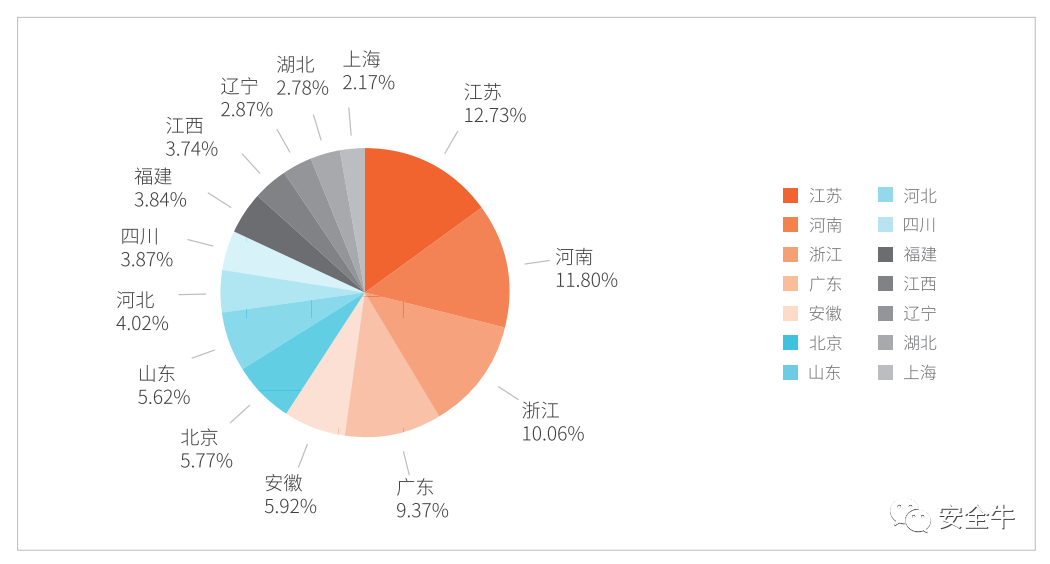 上海
2.17%
湖北
2.78%
辽宁
2.87%
江西
3.74%
福建
3.84%
四川
3.87%
河北
4.02%
山东
5.62%
北京
5.77%
安徽
5.92%
广东
9.37%
浙江
10.06%
河南
11.80%
江苏
12.73%
江苏
河南
浙江
广东
安徽
北京
山东
河北
四川
福建
江西
辽宁
湖北
上海
安全牛